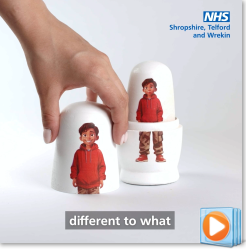 NHS
Shropshire, Telford
and Wrekin
different to what